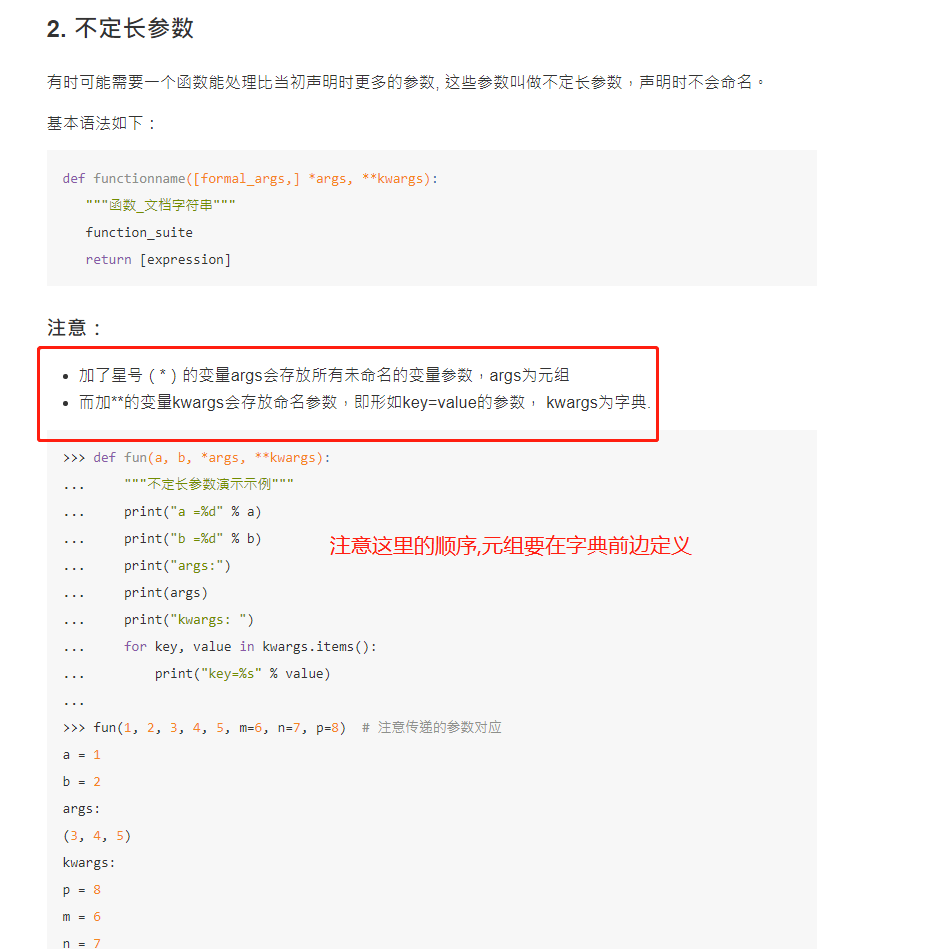 2. 不定长参数
有时可能需要一个函数能处理比当初声明时更多的参数, 这些参数叫做不定长参数，声明时不会命名。
基本语法如下：
def functionname([formal_args,] *args, **kwargs):
   """函数_文档字符串"""
   function_suite
   return [expression]
注意：
• 加了星号（*）的变量args会存放所有未命名的变量参数，args为元组
• 而加**的变量kwargs会存放命名参数，即形如key=value的参数， kwargs为字典.
>>> def fun(a, b, *args, **kwargs):
...     """不定长参数演示示例"""
...     print("a =%d" % a)
...     print("b =%d" % b)
注意这里的顺序,元组要在字典前边定义
...     print("args:")
...     print(args)
...     print("kwargs: ")
...     for key, value in kwargs.items():
...         print("key=%s" % value)
...
>>> fun(1, 2, 3, 4, 5, m=6, n=7, p=8)  # 注意传递的参数对应
a = 1
b = 2
args:
(3, 4, 5)
kwargs:
p = 8
m = 6
n = 7